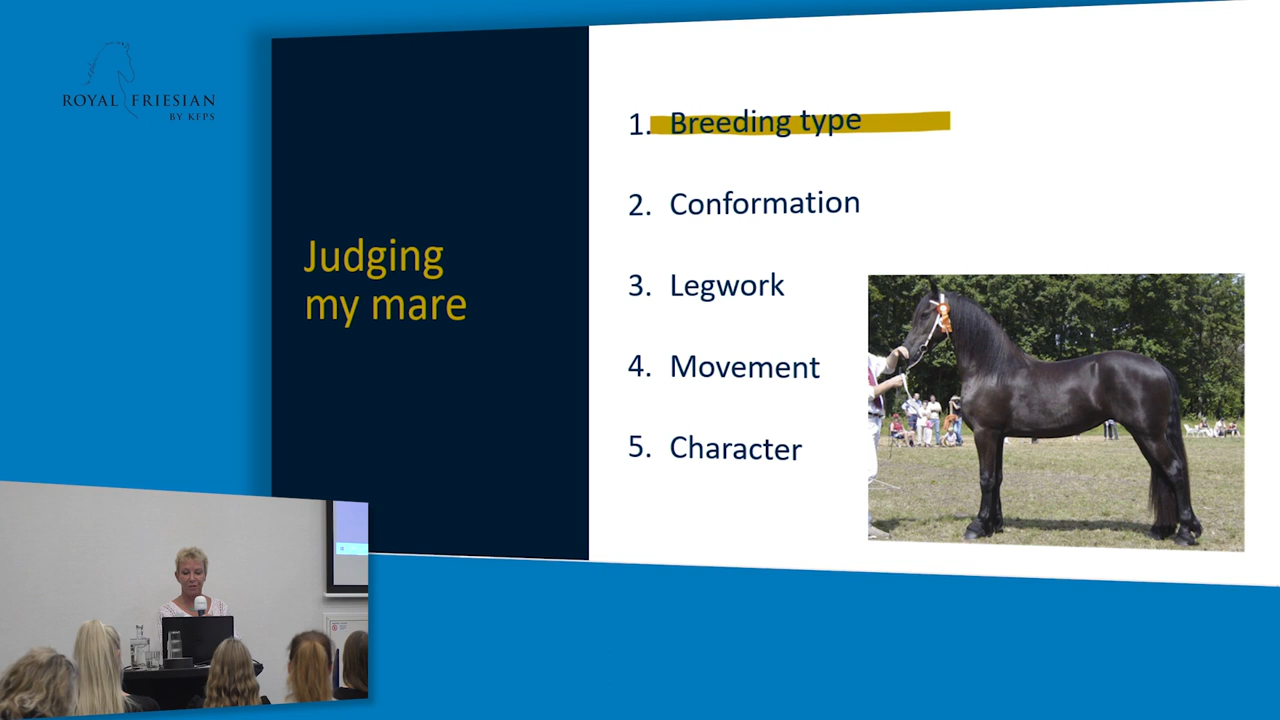 ROYAL FRIESIAN
BY KFPS
Judging
my mare
1. Breeding type
2. Conformation
3. Legwork
4. Movement
5. Character